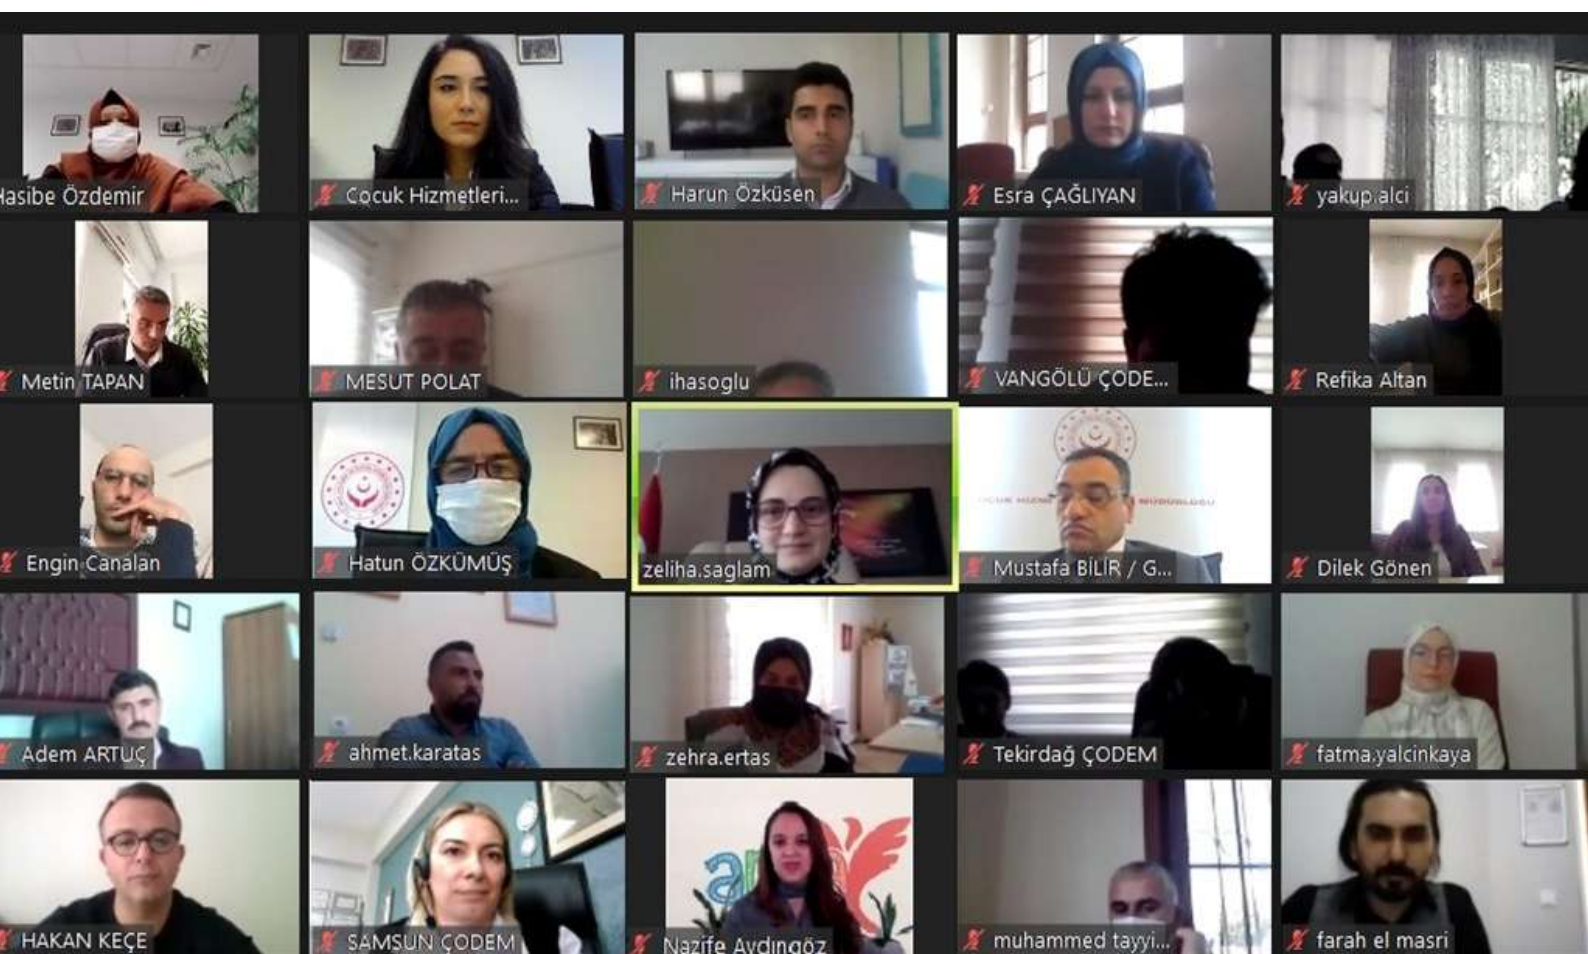 Hasibe Özdemir
Çocuk Hizmetleri...
Harun Özküsen
Esra ÇAĞLIYAN
yakup.alci
Metin TAPAN
MESUT POLAT
ihasoglu
VANGÖLÜ ÇODE...
Refika Altan
Engin Canalan
Hatun ÖZKÜMÜŞ
zeliha.saglam
Mustafa BİLİR / G...
Dilek Gönen
Adem ARTUÇ
ahmet.karatas
zehra.ertas
Tekirdağ ÇODEM
fatma.yalcinkaya
HAKAN KEÇE
SAMSUN ÇODEM
Nazife Aydıngöz
muhammed tayyi...
farah el masri